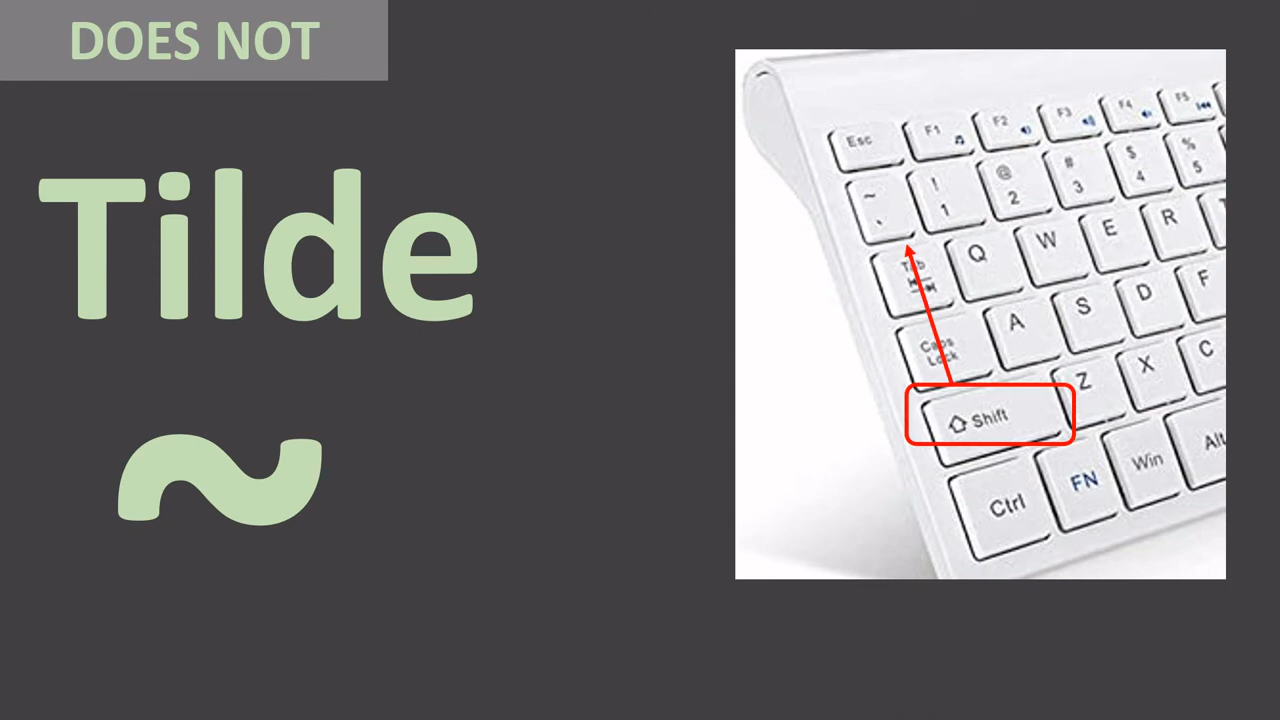 DOES NOT
Tilde
~
Esc F1 F2 F3 F4 F5
~ ! @ # $ %
` 1 2 3 4 5
Tab Q W E R
Caps Lock A S D F
Shift Z X C
Ctrl FN Win Alt